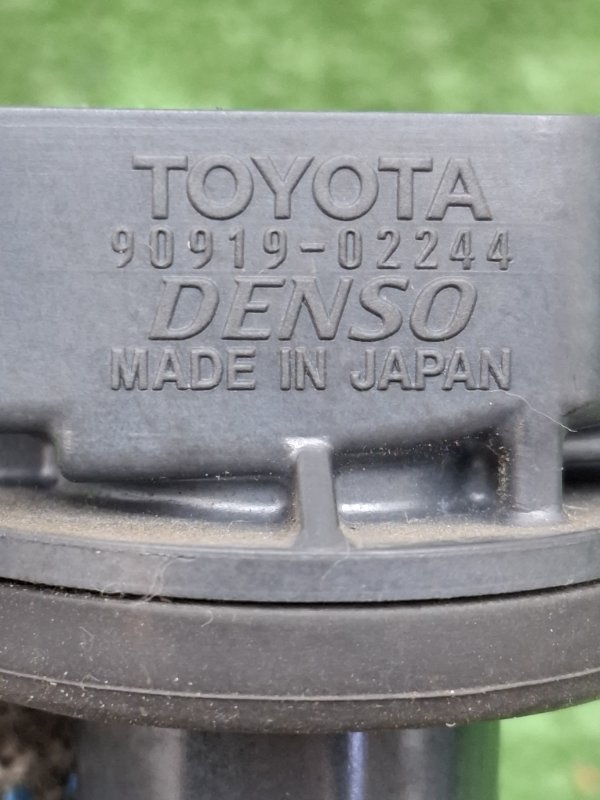 TOYOTA
90919-02244
DENSO
MADE IN JAPAN